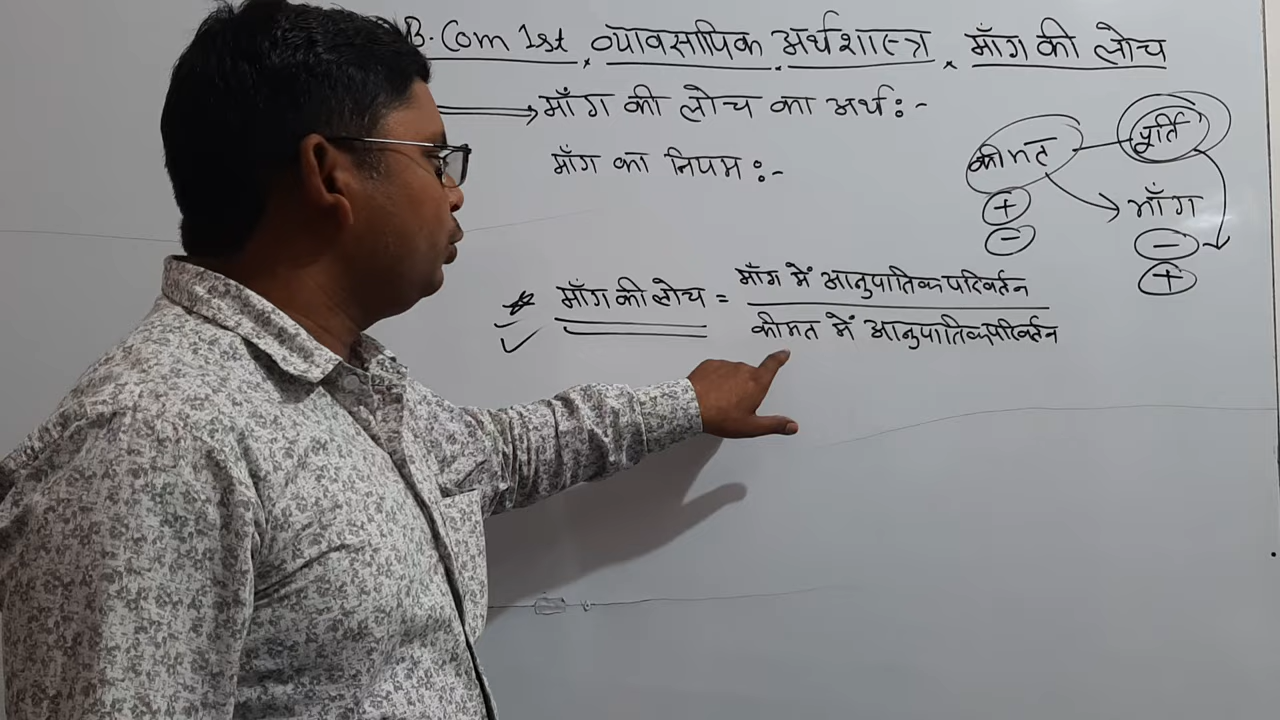 B. Com 1st, व्यावसायिक अर्थशास्त्र, माँग की लोच
माँग की लोच का अर्थ :-
माँग का नियम :-
कीमत पूर्ति
+ माँग
- -
+
माँग की लोच = माँग में आनुपातिक परिवर्तन
कीमत में आनुपातिक परिवर्तन